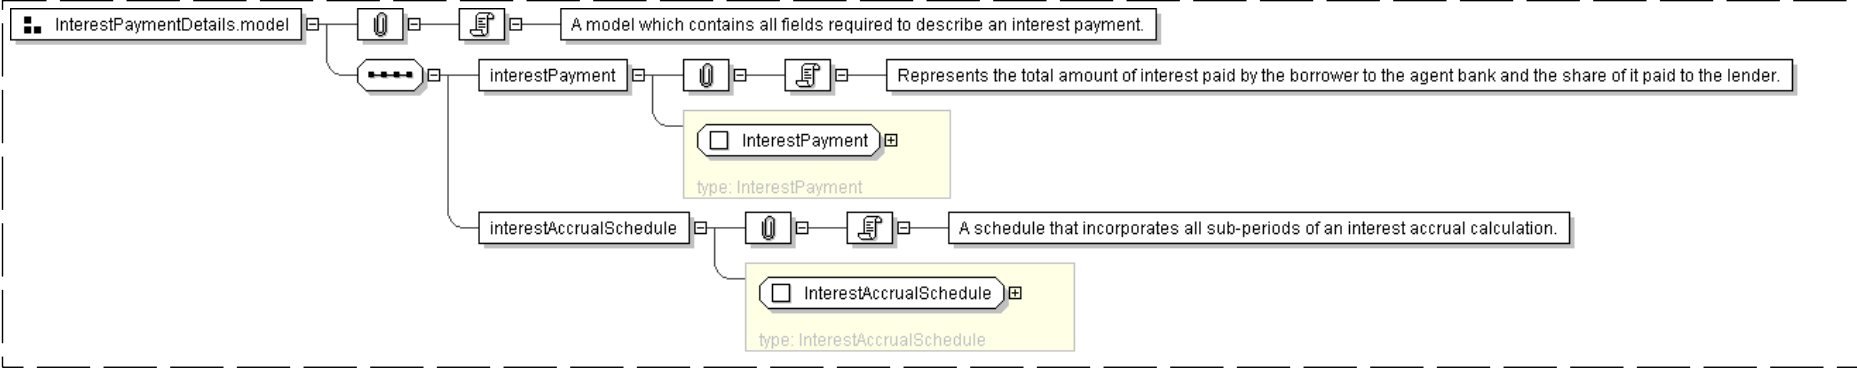 InterestPaymentDetails.model
A model which contains all fields required to describe an interest payment.
interestPayment
Represents the total amount of interest paid by the borrower to the agent bank and the share of it paid to the lender.
InterestPayment
type: InterestPayment
interestAccrualSchedule
A schedule that incorporates all sub-periods of an interest accrual calculation.
InterestAccrualSchedule
type: InterestAccrualSchedule